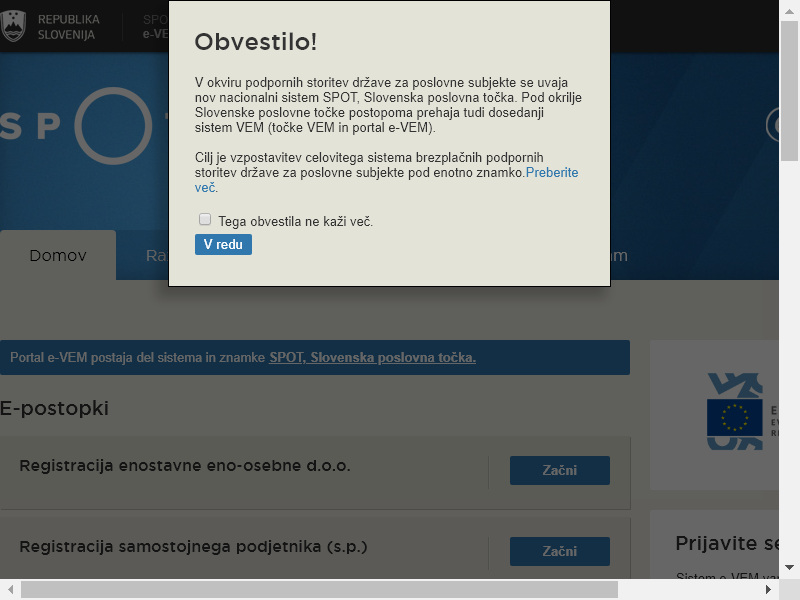 REPUBLIKA
SLOVENIJA
SPO
e-VE
Obvestilo!
V okviru podpornih storitev države za poslovne subjekte se uvaja
nov nacionalni sistem SPOT, Slovenska poslovna točka. Pod okrilje
Slovenske poslovne točke postopoma prehaja tudi dosedanji
sistem VEM (točke VEM in portal e-VEM).
Cilj je vzpostavitev celovitega sistema brezplačnih podpornih
storitev države za poslovne subjekte pod enotno znamko.Preberite
več.
Tega obvestila ne kaži več.
V redu
SPO
Domov
Ra
am
Portal e-VEM postaja del sistema in znamke SPOT, Slovenska poslovna točka.
E-postopki
Registracija enostavne eno-osebne d.o.o.
Začni
Registracija samostojnega podjetnika (s.p.)
Začni
Prijavite se
Sistem e-VEM va